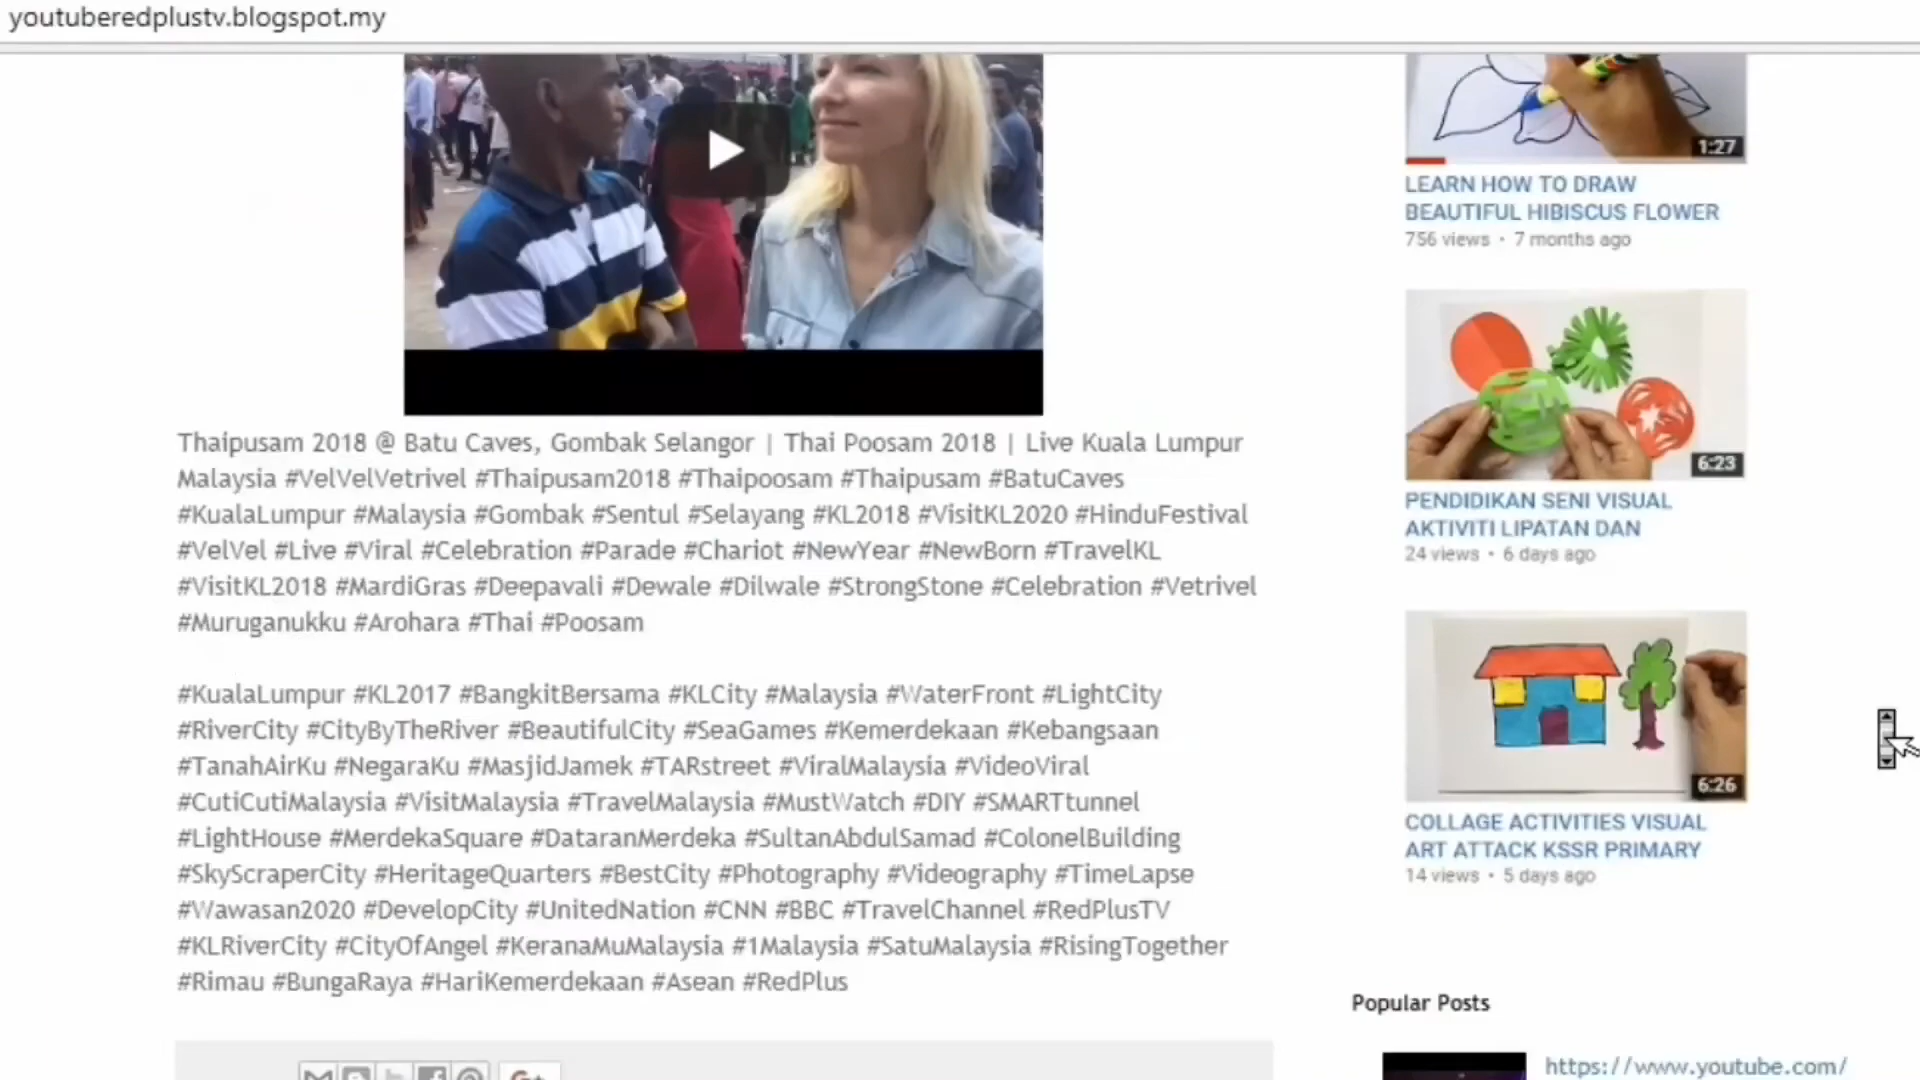 youtuberedplustv.blogspot.my
Thaipusam 2018 @ Batu Caves, Gombak Selangor | Thai Poosam 2018 | Live Kuala Lumpur
Malaysia #VelVelVetrivel #Thaipusam2018 #Thaipoosam #Thaipusam #BatuCaves
#KualaLumpur #Malaysia #Gombak #Sentul #Selayang #KL2018 #VisitKL2020 #HinduFestival
#VelVel #Live #Viral #Celebration #Parade #Chariot #NewYear #NewBorn #TravelKL
#VisitKL2018 #MardiGras #Deepavali #Dewale #Dilwale #StrongStone #Celebration #Vetrivel
#Muruganukku #Arohara #Thai #Poosam
#KualaLumpur #KL2017 #BangkitBersama #KLCity #Malaysia #WaterFront #LightCity
#RiverCity #CityByTheRiver #BeautifulCity #SeaGames #Kemerdekaan #Kebangsaan
#TanahAirKu #NegaraKu #MasjidJamek #TARstreet #ViralMalaysia #VideoViral
#CutiCutiMalaysia #VisitMalaysia #TravelMalaysia #MustWatch #DIY #SMARTtunnel
#LightHouse #MerdekaSquare #DataranMerdeka #SultanAbdulSamad #ColonelBuilding
#SkyScraperCity #HeritageQuarters #BestCity #Photography #Videography #TimeLapse
#Wawasan2020 #DevelopCity #UnitedNation #CNN #BBC #TravelChannel #RedPlusTV
#KLRiverCity #CityOfAngel #KeranaMuMalaysia #1Malaysia #SatuMalaysia #RisingTogether
#Rimau #BungaRaya #HariKemerdekaan #Asean #RedPlus
1:27
LEARN HOW TO DRAW
BEAUTIFUL HIBISCUS FLOWER
756 views • 7 months ago
6:23
PENDIDIKAN SENI VISUAL
AKTIVITI LIPATAN DAN
24 views • 6 days ago
6:26
COLLAGE ACTIVITIES VISUAL
ART ATTACK KSSR PRIMARY
14 views • 5 days ago
Popular Posts
https://www.youtube.com/